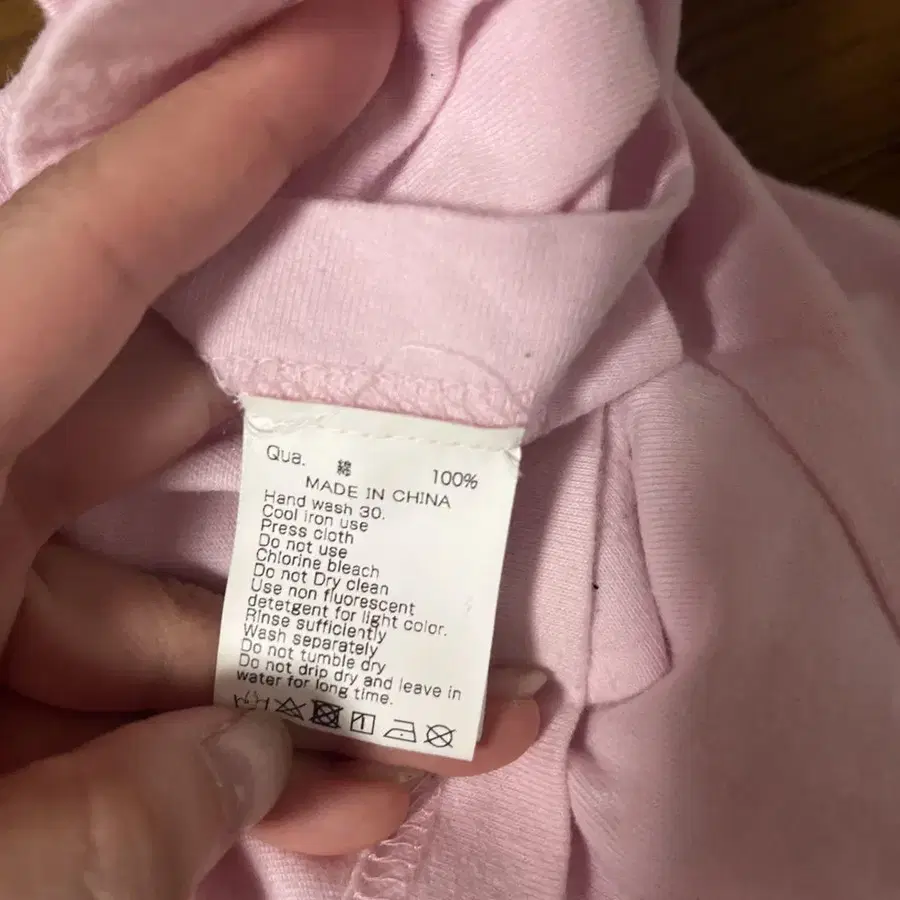 Qua. 綿 100%
MADE IN CHINA
Hand wash 30.
Cool iron use
Press cloth
Do not use
Chlorine bleach
Do not Dry clean
Use non fluorescent
detetgent for light color.
Rinse sufficiently
Wash separately
Do not tumble dry
Do not drip dry and leave in
water for long time.